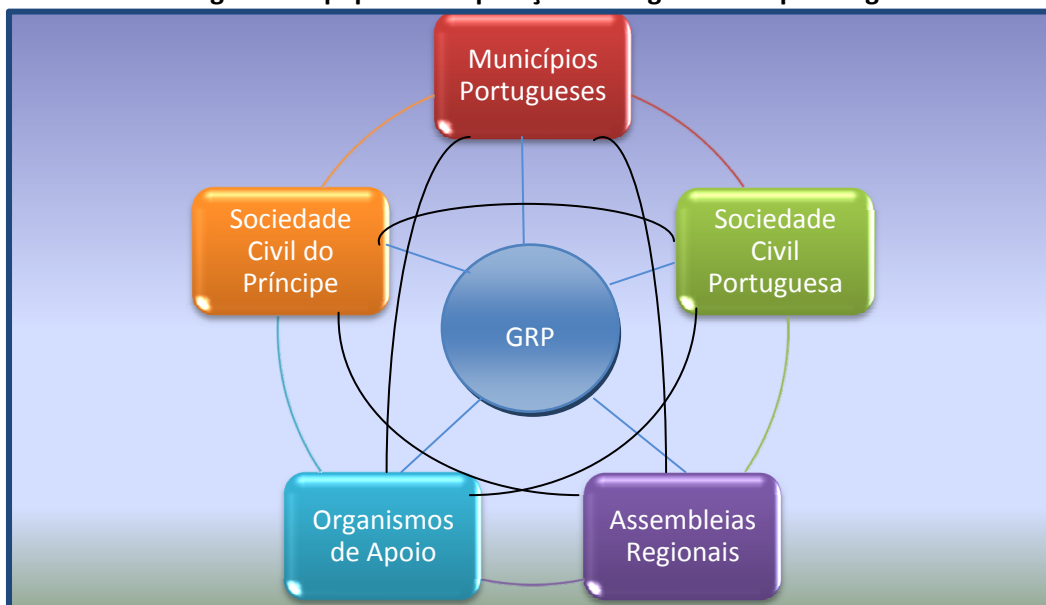 Municípios
Portugueses
Sociedade
Civil do
Príncipe
Sociedade
Civil
Portuguesa
GRP
Organismos
de Apoio
Assembleias
Regionais